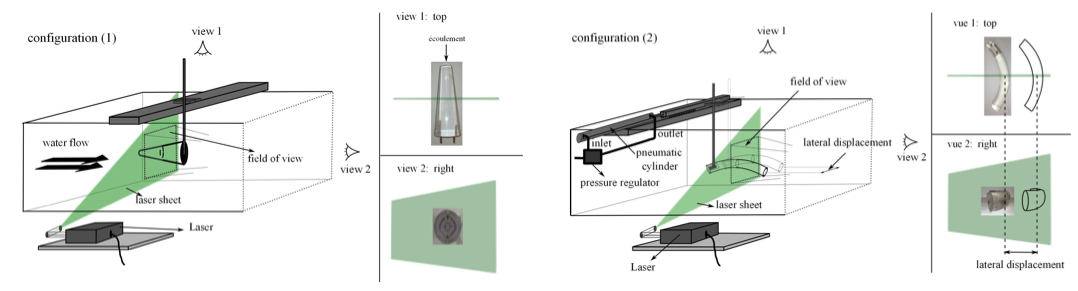 configuration (1)
view 1
water flow
field of view
view 2
laser sheet
Laser
view 1: top
écoulement
view 2: right
configuration (2)
view 1
field of view
outlet
inlet
lateral displacement
pneumatic
cylinder
view 2
pressure regulator
laser sheet
Laser
vue 1: top
vue 2: right
lateral displacement